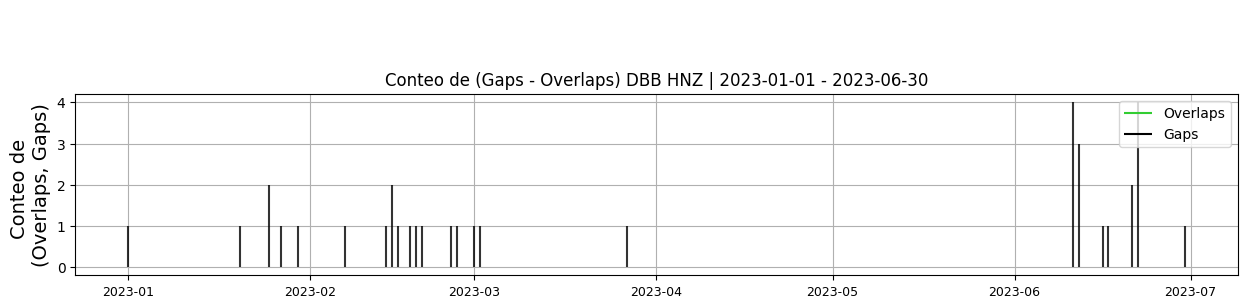 Conteo de (Gaps - Overlaps) DBB HNZ | 2023-01-01 - 2023-06-30
Conteo de
(Overlaps, Gaps)
4
3
2
1
0
Overlaps
Gaps
2023-01
2023-02
2023-03
2023-04
2023-05
2023-06
2023-07